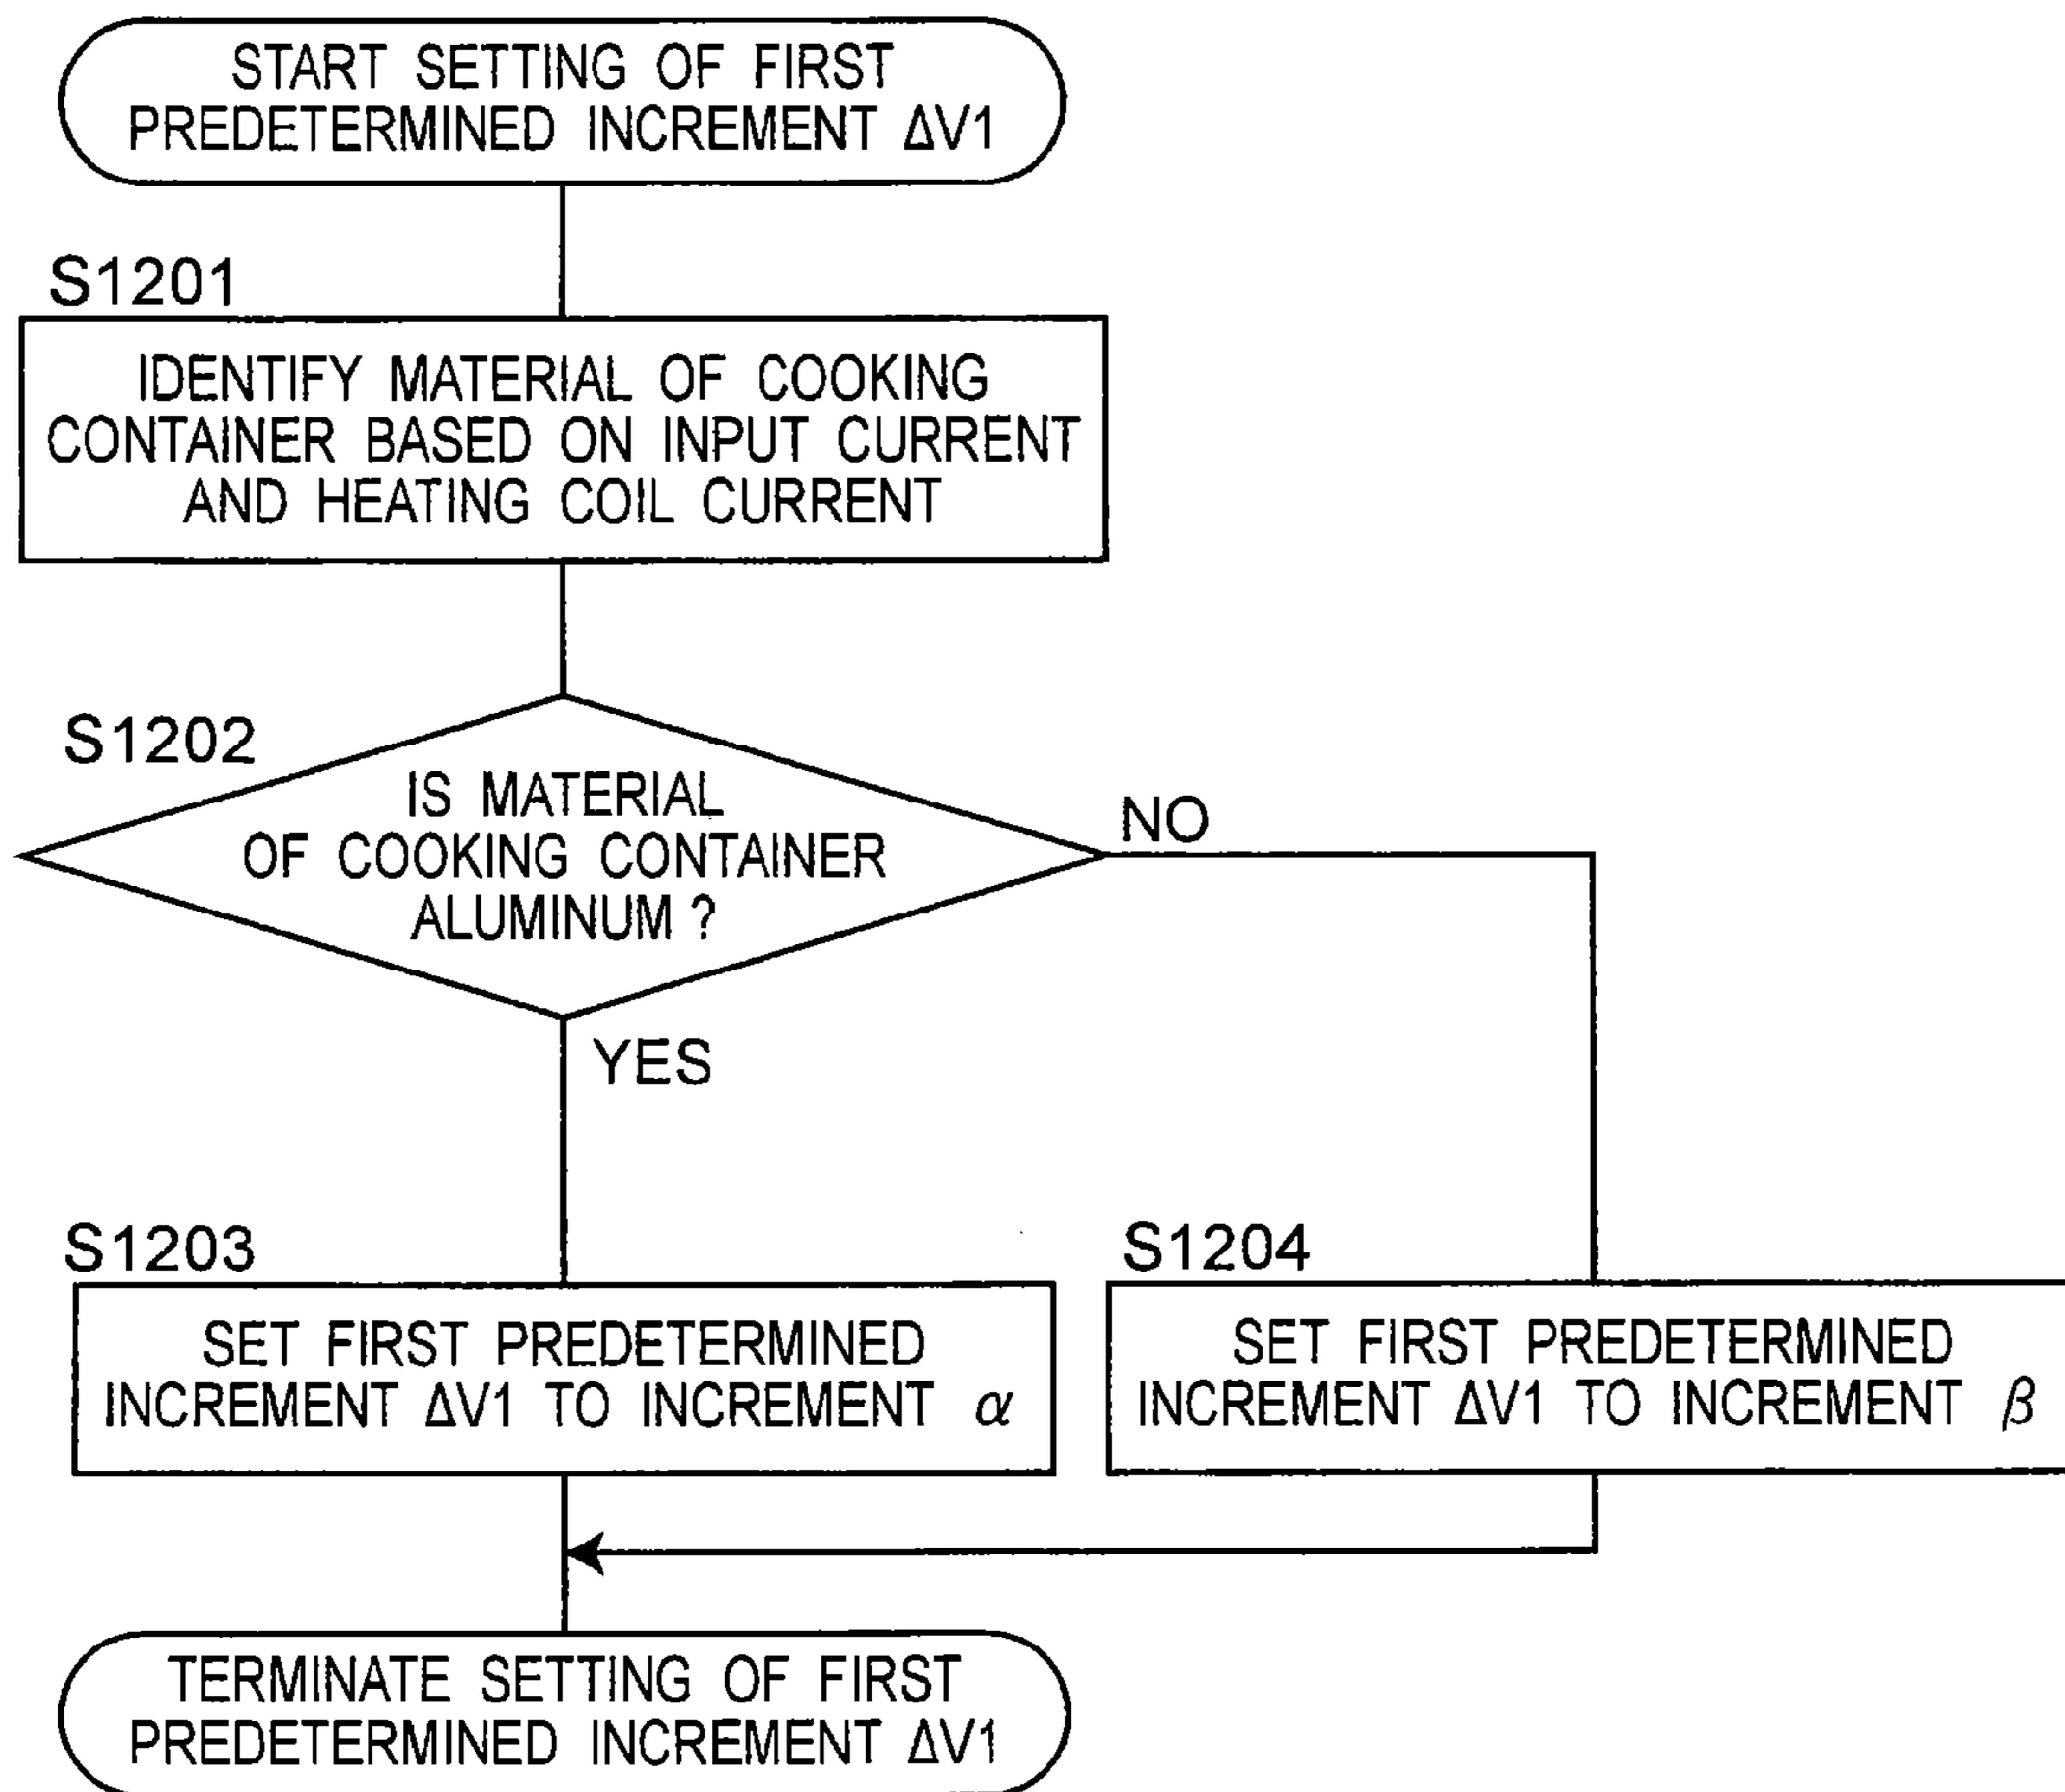 START SETTING OF FIRST
PREDETERMINED INCREMENT ΔV1
S1201
IDENTIFY MATERIAL OF COOKING
CONTAINER BASED ON INPUT CURRENT
AND HEATING COIL CURRENT
S1202
IS MATERIAL
OF COOKING CONTAINER
ALUMINUM ?
NO
YES
S1203
SET FIRST PREDETERMINED
INCREMENT ΔV1 TO INCREMENT α
S1204
SET FIRST PREDETERMINED
INCREMENT ΔV1 TO INCREMENT β
TERMINATE SETTING OF FIRST
PREDETERMINED INCREMENT ΔV1